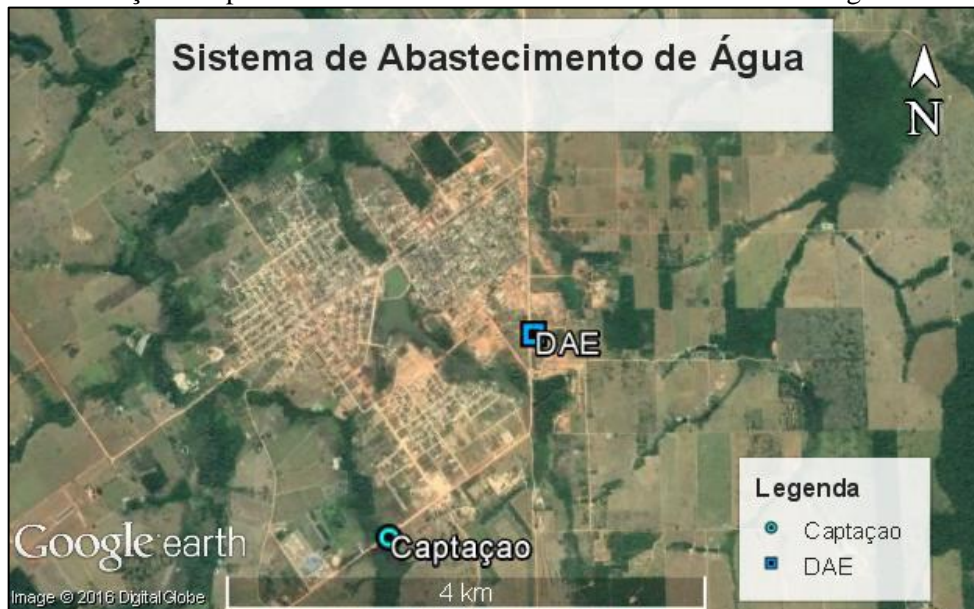 Sistema de Abastecimento de Água
N
DAE
Legenda
Captaçao
DAE
Captaçao
Google earth
4 km
Image © 2016 DigitalGlobe